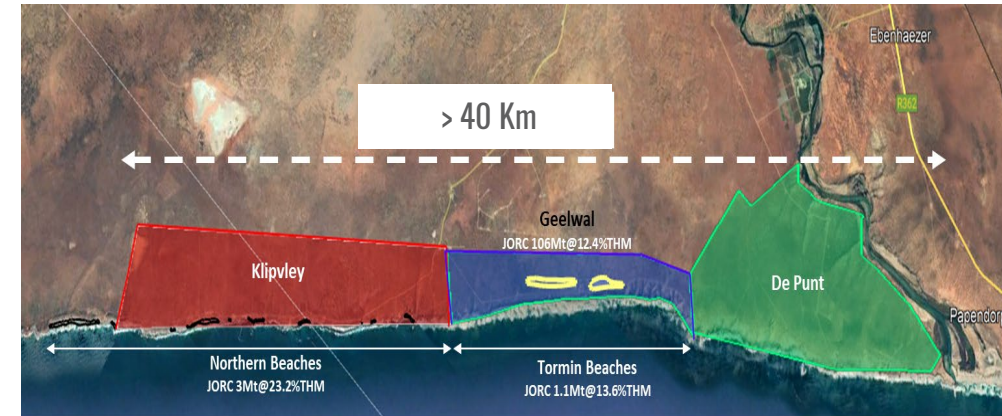 Ebenhaezer
R362
> 40 Km
Geelwal
JORC 106Mt@12.4%THM
Klipvley
De Punt
Papendorp
Northern Beaches
JORC 3Mt@23.2%THM
Tormin Beaches
JORC 1.1Mt@13.6%THM